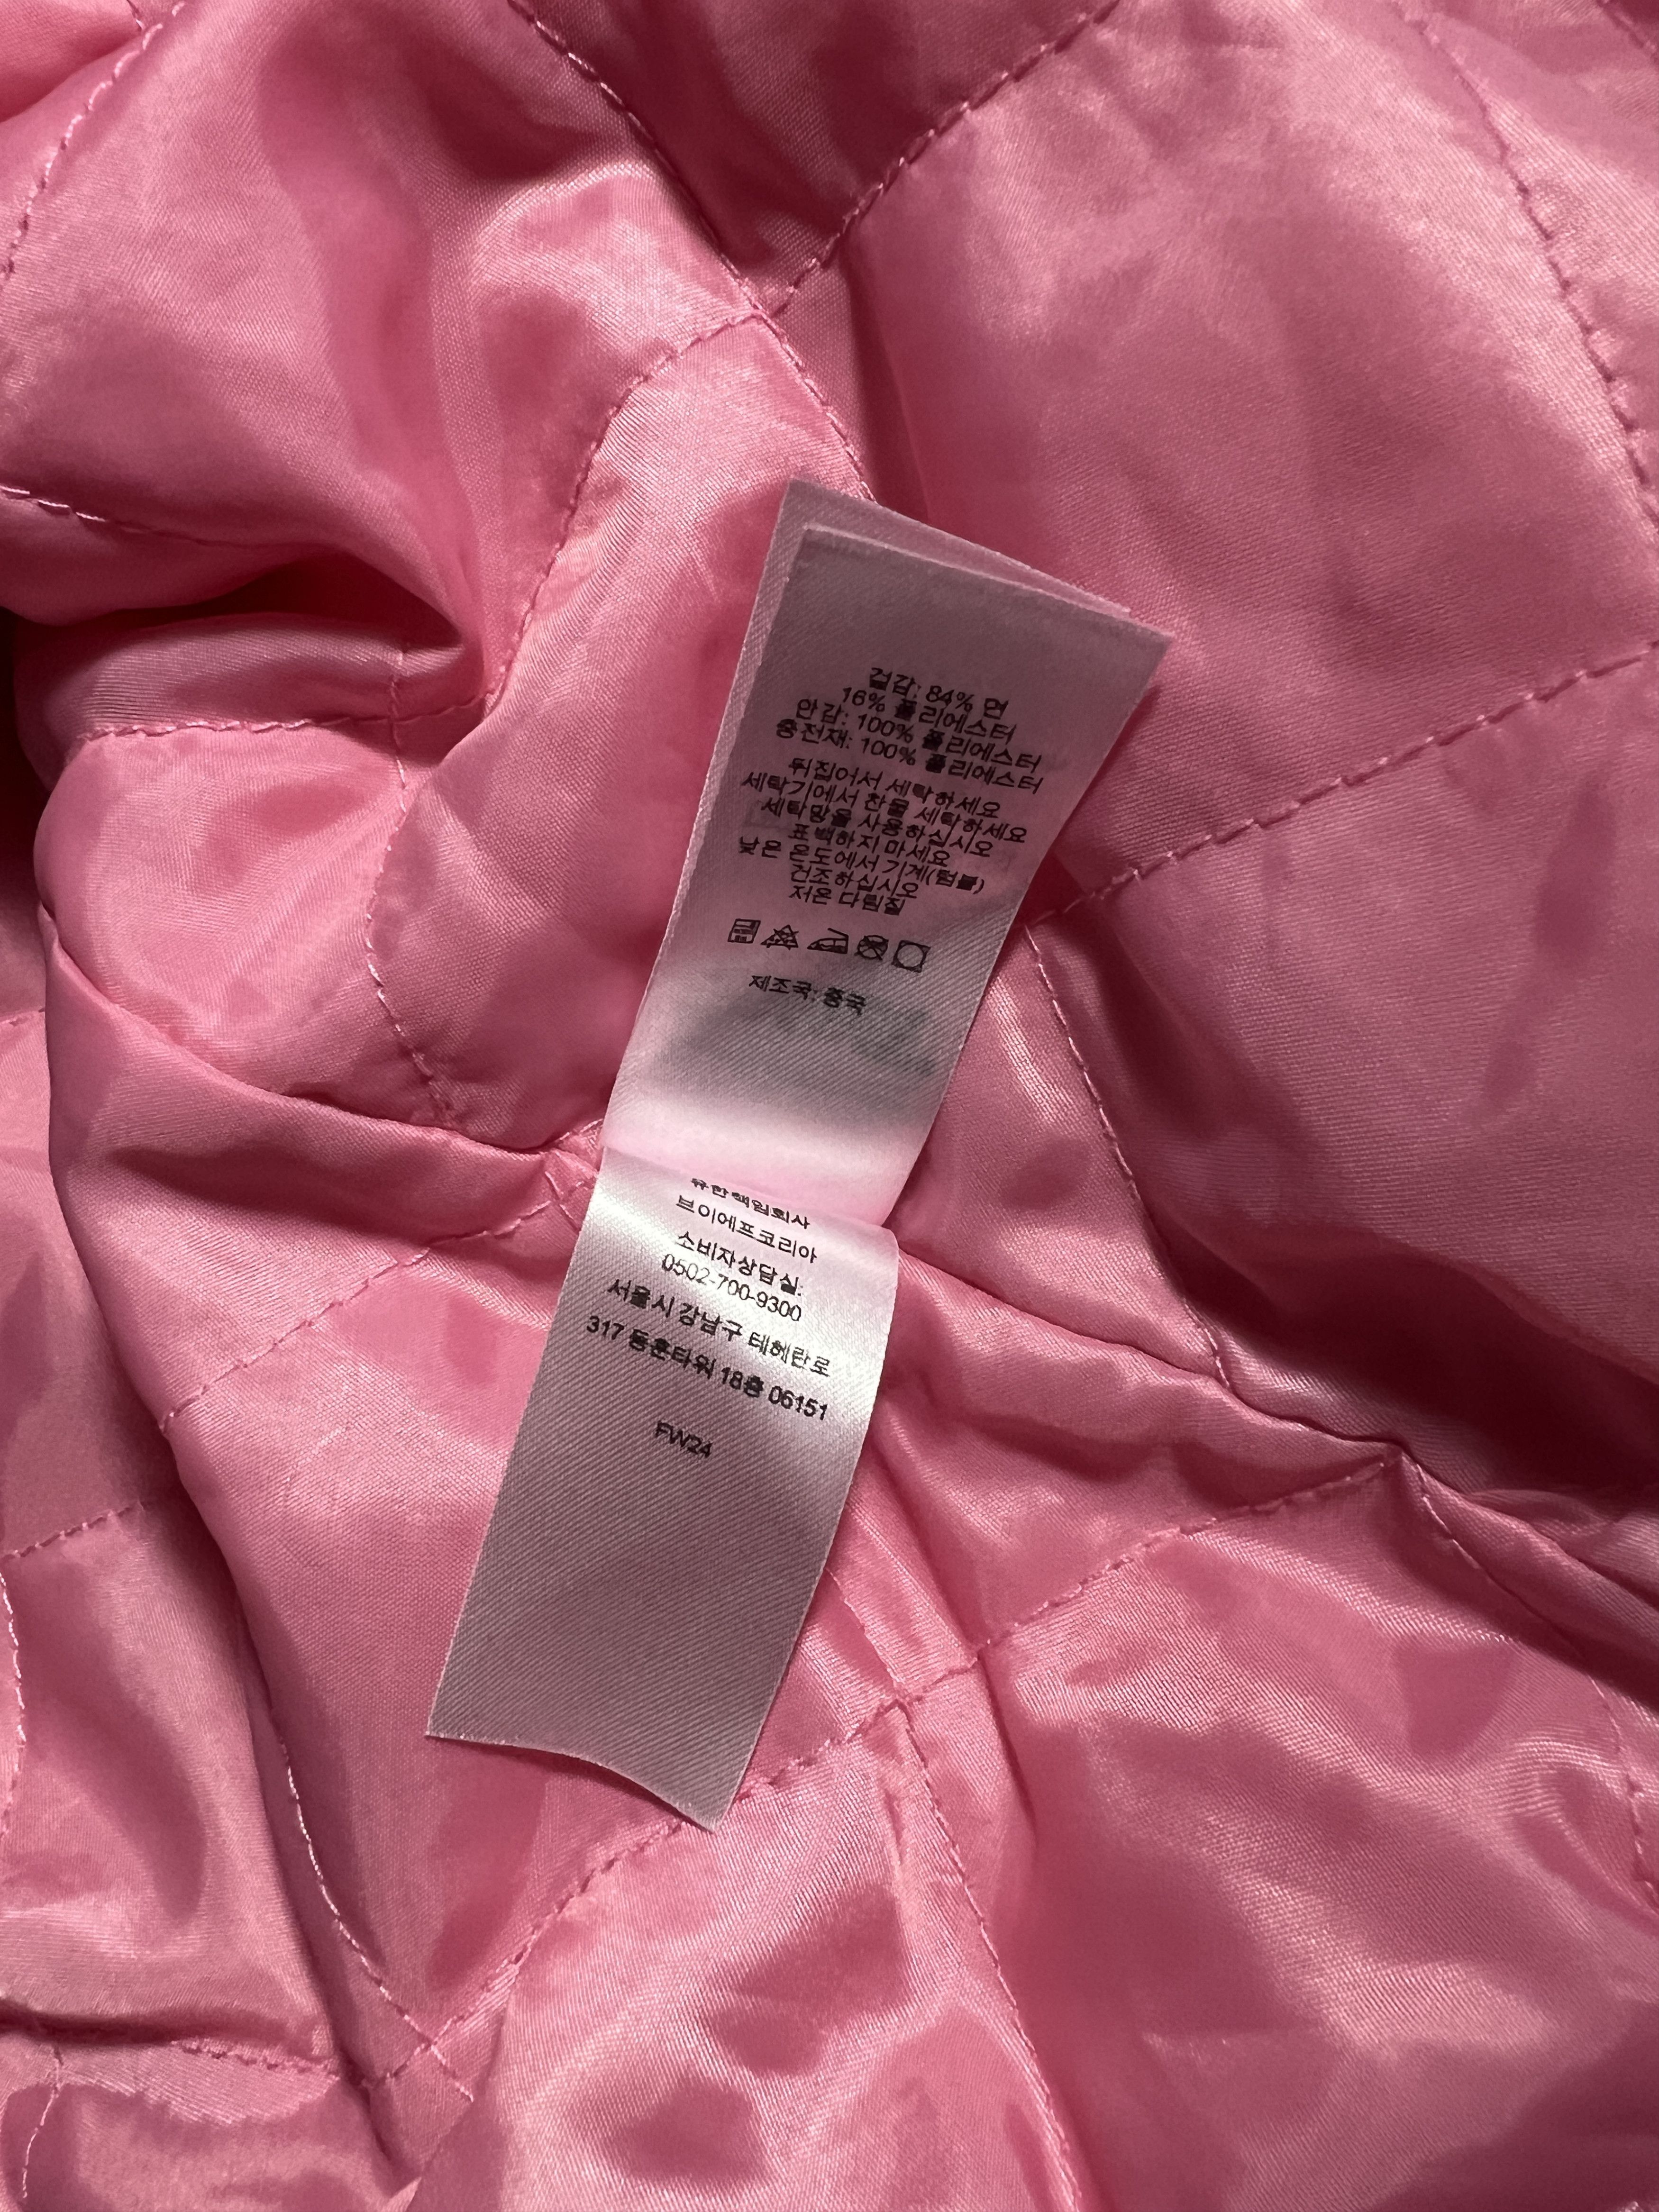 겉감: 84% 면
16% 폴리에스터
안감: 100% 폴리에스터
충전재: 100% 폴리에스터
뒤집어서 세탁하세요
세탁기에서 찬물 세탁하세요
세탁망을 사용하십시오
표백하지 마세요
낮은 온도에서 기계(텀블)
건조하십시오
저온 다림질
제조국: 중국
유한책임회사
브이에프코리아
소비자상담실:
0502-700-9300
서울시 강남구 테헤란로
317 동훈타워 18층 06151
FW24